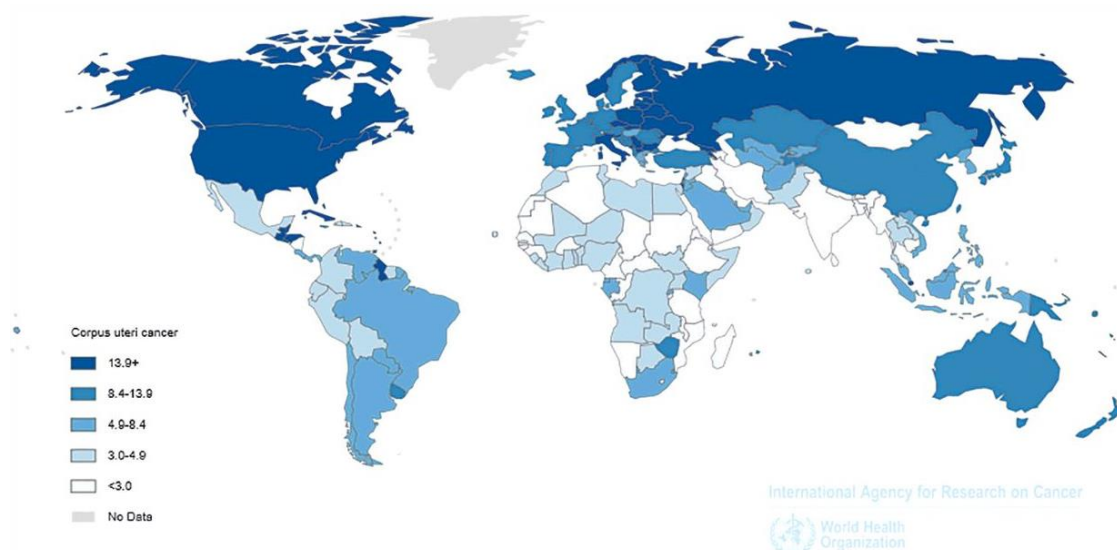 Corpus uteri cancer
13.9+
8.4-13.9
4.9-8.4
3.0-4.9
<3.0
No Data
International Agency for Research on Cancer
World Health
Organization